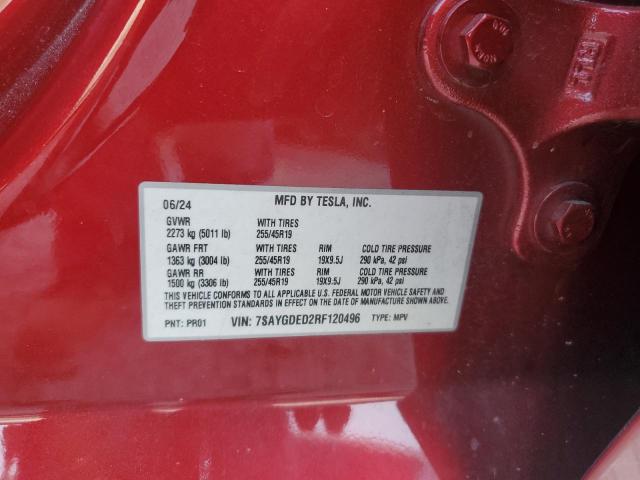 06/24 MFD BY TESLA, INC.
GVWR WITH TIRES
2273 kg (5011 lb) 255/45R19
GAWR FRT WITH TIRES RIM COLD TIRE PRESSURE
1363 kg (3004 lb) 255/45R19 19X9.5J 290 kPa, 42 psi
GAWR RR WITH TIRES RIM COLD TIRE PRESSURE
1500 kg (3306 lb) 255/45R19 19X9.5J 290 kPa, 42 psi
THIS VEHICLE CONFORMS TO ALL APPLICABLE U.S. FEDERAL MOTOR VEHICLE SAFETY AND
THEFT PREVENTION STANDARDS IN EFFECT ON THE DATE OF MANUFACTURE SHOWN ABOVE.
PNT: PR01 VIN: 7SAYGDED2RF120496 TYPE: MPV